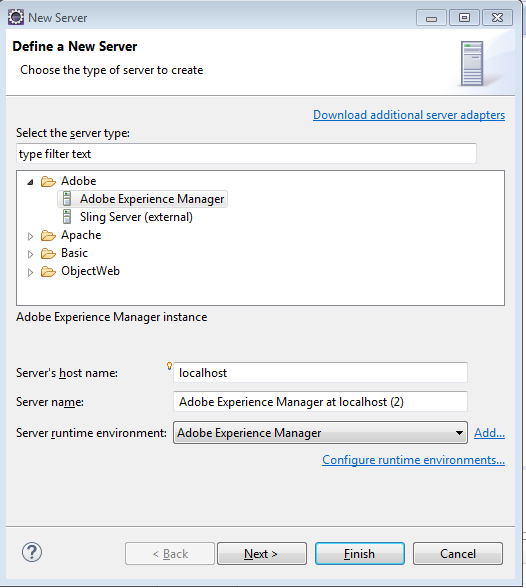 New Server
Define a New Server
Choose the type of server to create
Download additional server adapters
Select the server type:
type filter text
Adobe
Adobe Experience Manager
Sling Server (external)
Apache
Basic
ObjectWeb
Adobe Experience Manager instance
Server's host name: localhost
Server name: Adobe Experience Manager at localhost (2)
Server runtime environment: Adobe Experience Manager Add...
Configure runtime environments...
? < Back Next > Finish Cancel